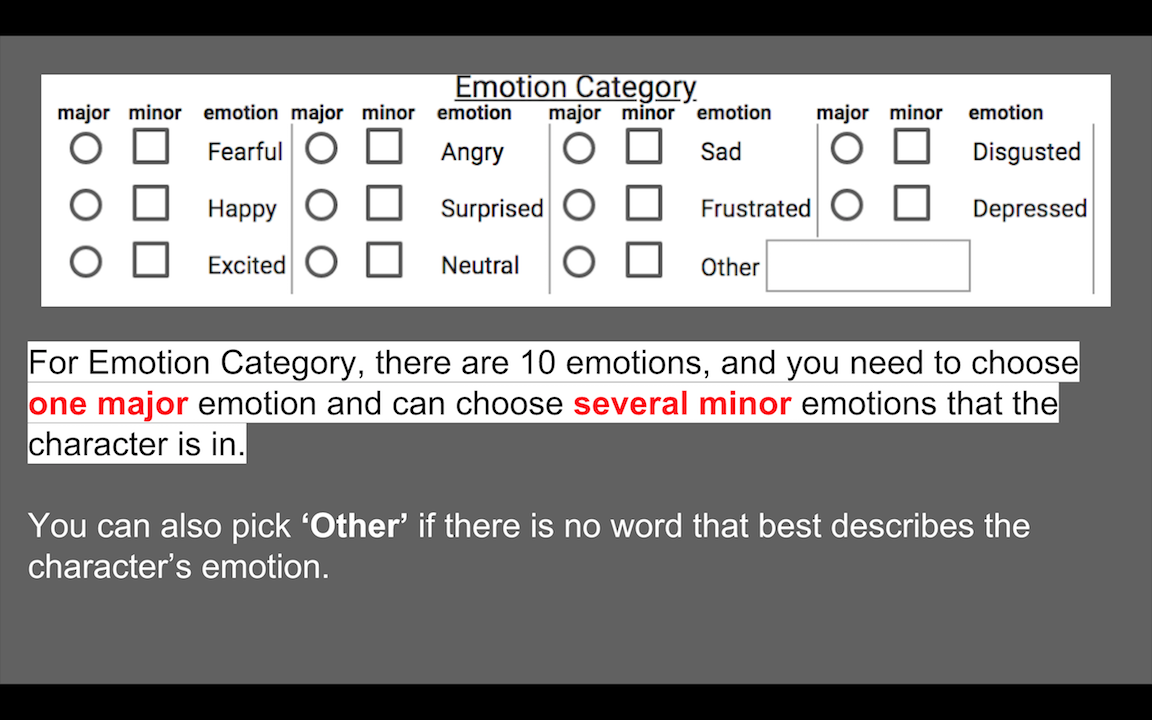 Emotion Category
major minor emotion major minor emotion major minor emotion major minor emotion
Fearful Angry Sad Disgusted
Happy Surprised Frustrated Depressed
Excited Neutral Other
For Emotion Category, there are 10 emotions, and you need to choose
one major emotion and can choose several minor emotions that the
character is in.
You can also pick ‘Other’ if there is no word that best describes the
character’s emotion.